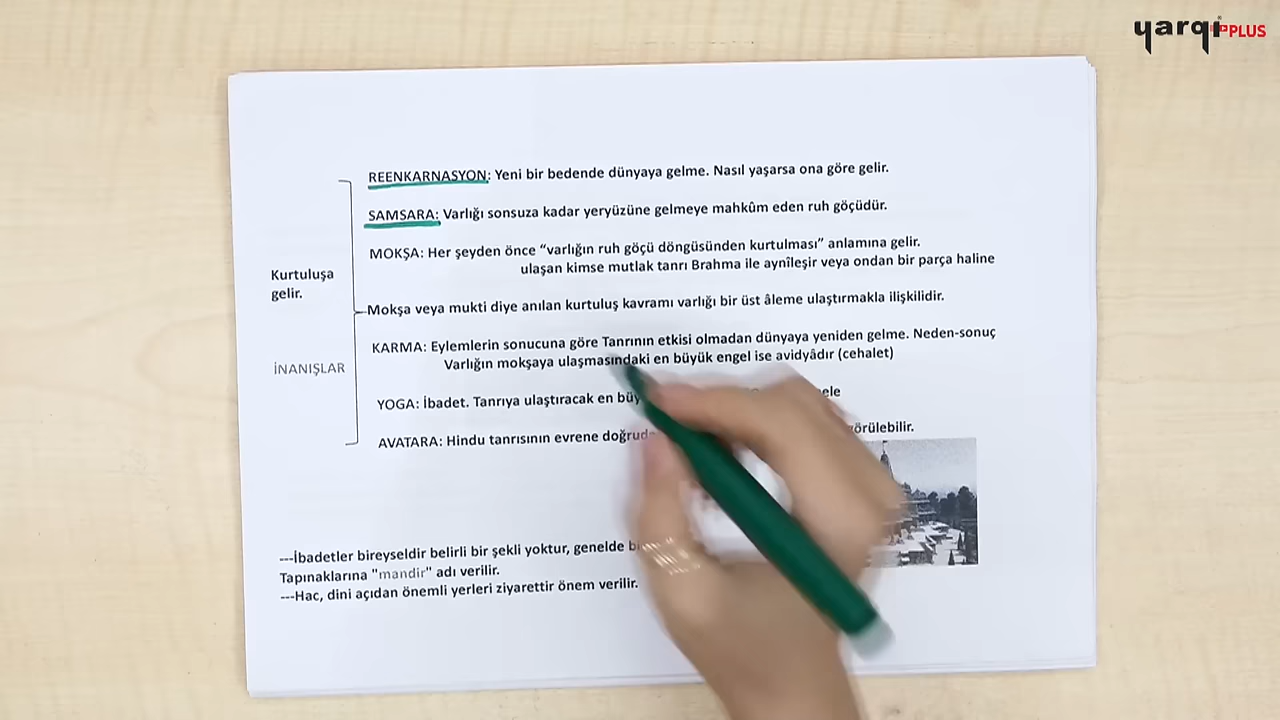 yarqı PLUS
REENKARNASYON: Yeni bir bedende dünyaya gelme. Nasıl yaşarsa ona göre gelir.
SAMSARA: Varlığı sonsuza kadar yeryüzüne gelmeye mahkûm eden ruh göçüdür.
MOKŞA: Her şeyden önce “varlığın ruh göçü döngüsünden kurtulması” anlamına gelir.
ulaşan kimse mutlak tanrı Brahma ile aynîleşir veya ondan bir parça haline
Kurtuluşa
gelir.
Mokşa veya mukti diye anılan kurtuluş kavramı varlığı bir üst âleme ulaştırmakla ilişkilidir.
KARMA: Eylemlerin sonucuna göre Tanrının etkisi olmadan dünyaya yeniden gelme. Neden-sonuç
Varlığın mokşaya ulaşmasındaki en büyük engel ise avidyâdır (cehalet)
İNANIŞLAR
YOGA: İbadet. Tanrıya ulaştıracak en
AVATARA: Hindu tanrısının evrene
---İbadetler bireyseldir belirli bir şekli yoktur, genelde
Tapınaklarına "mandir" adı verilir.
---Hac, dini açıdan önemli yerleri ziyarettir önem verilir.